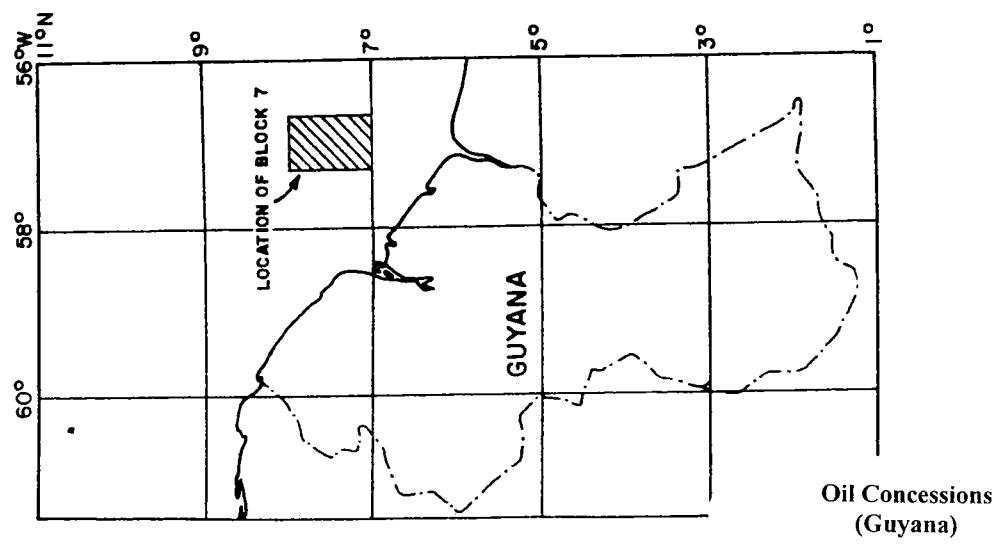 56°W
11°N
9°
7°
5°
3°
1°
LOCATION OF BLOCK 7
58°
GUYANA
60°
Oil Concessions
(Guyana)